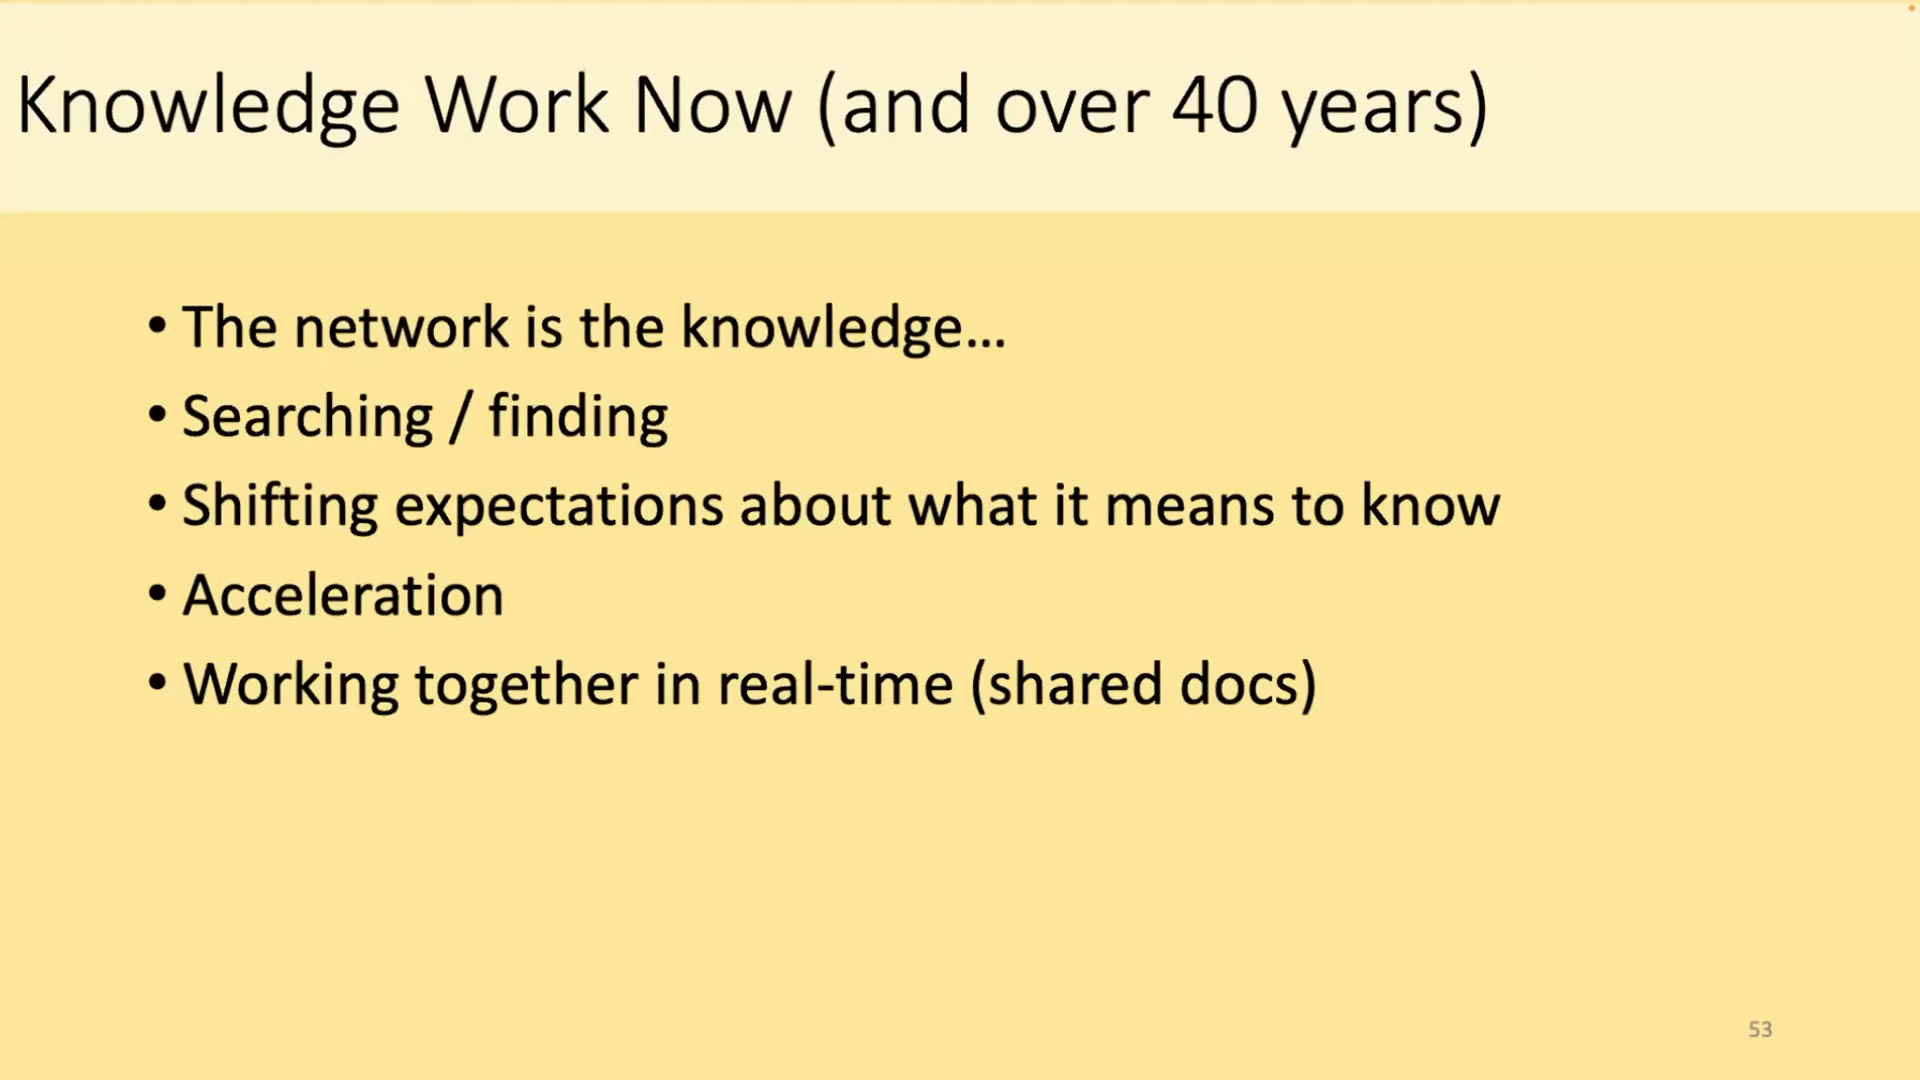 Knowledge Work Now (and over 40 years)
• The network is the knowledge...
• Searching / finding
• Shifting expectations about what it means to know
• Acceleration
• Working together in real-time (shared docs)
53